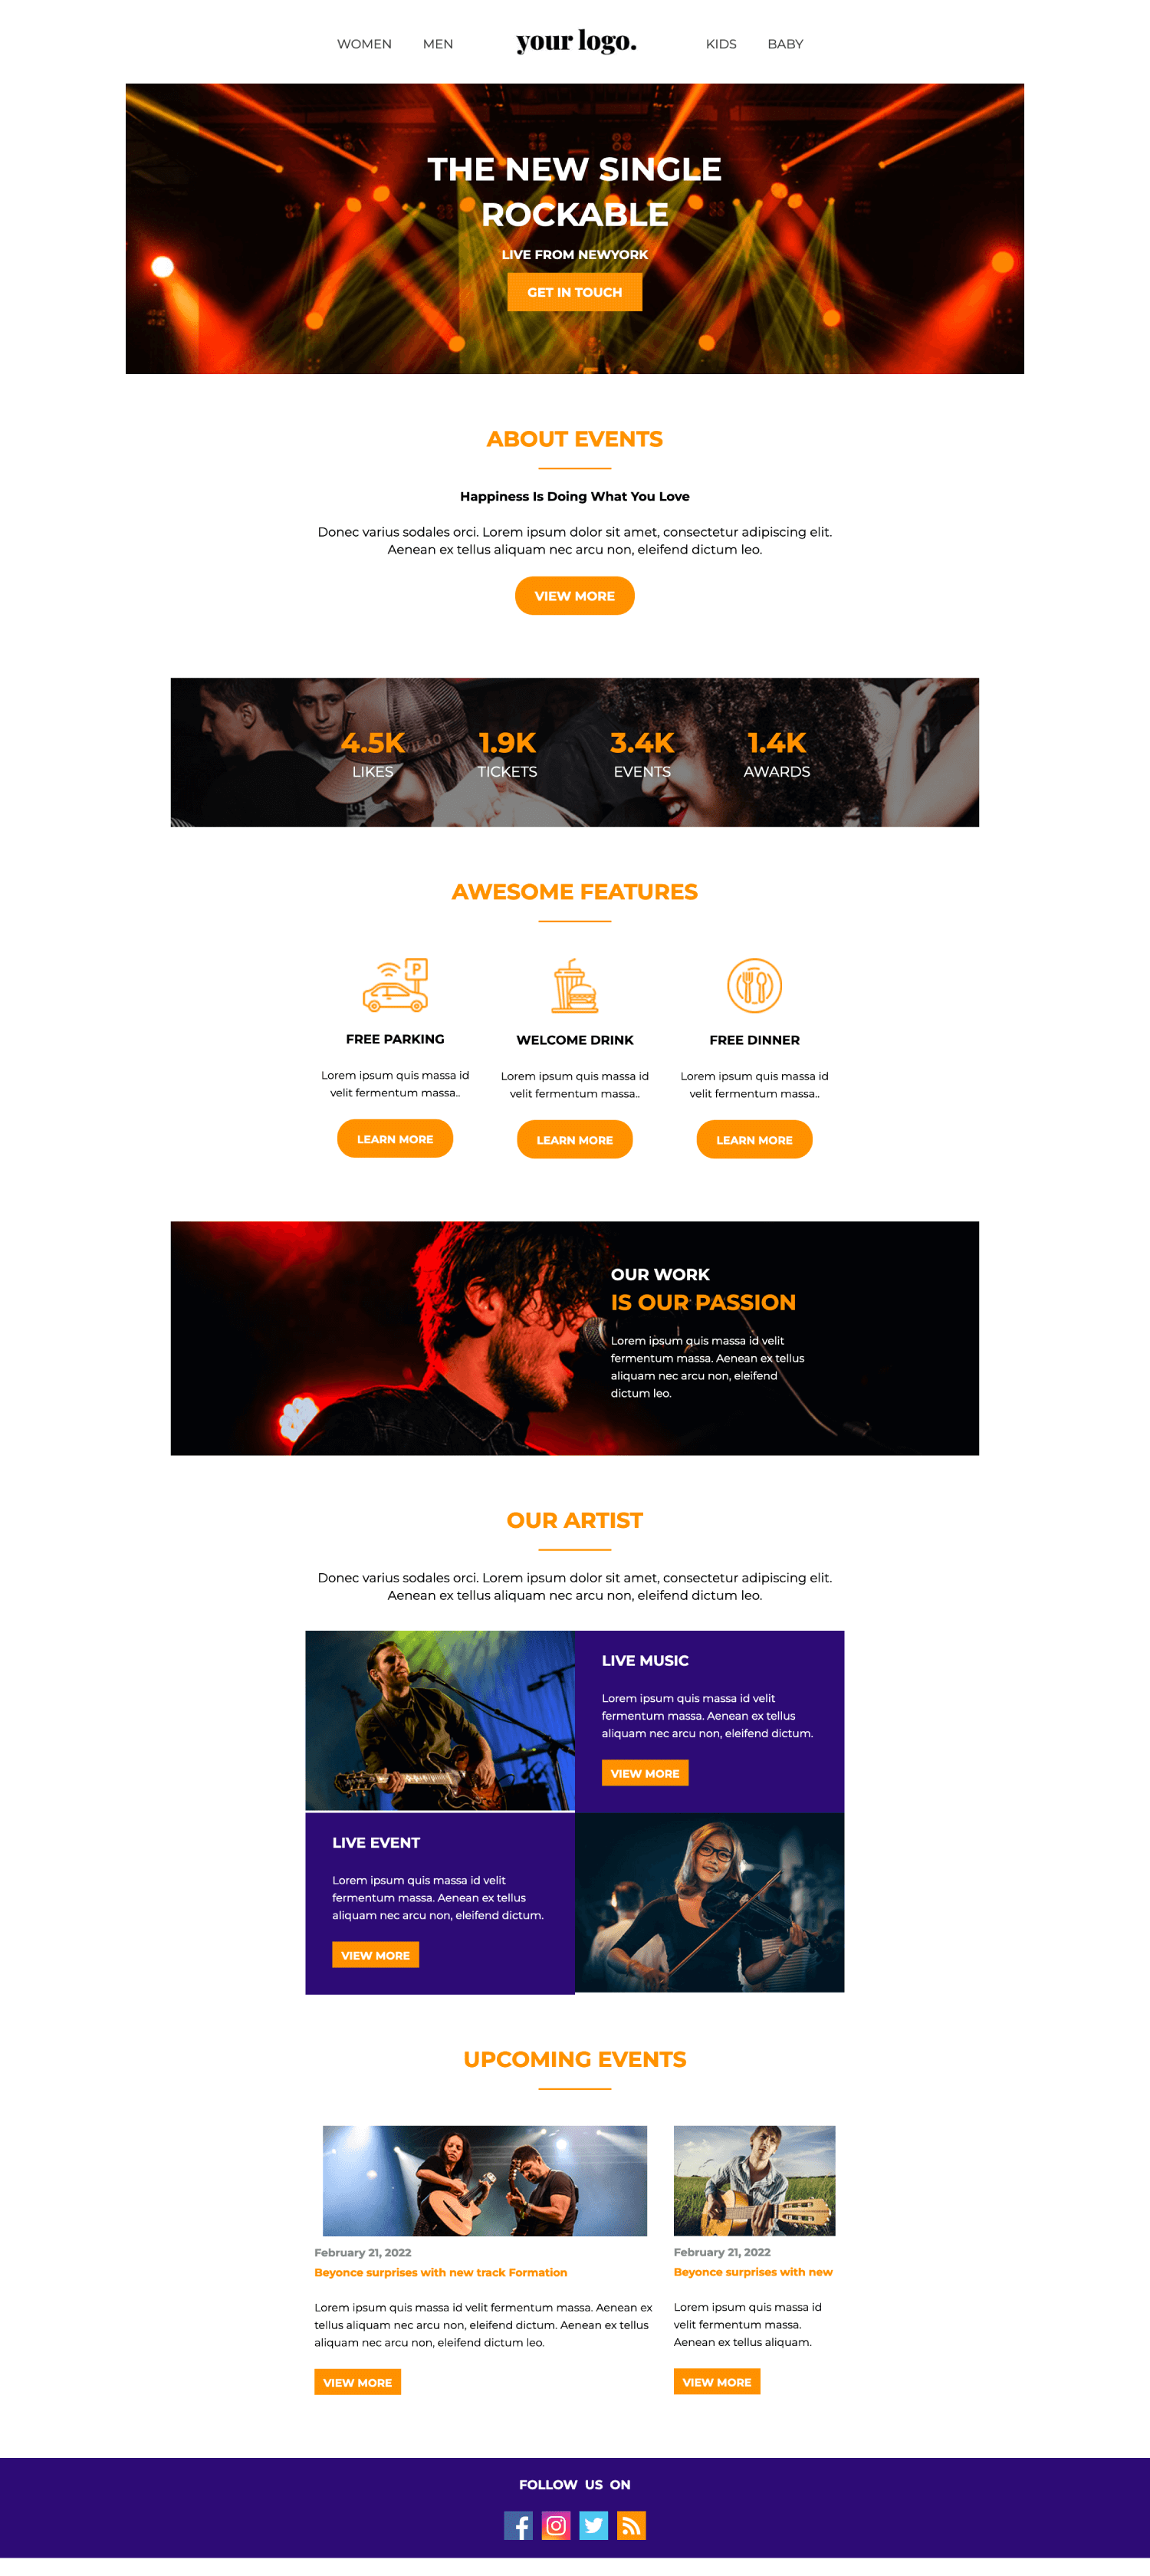 WOMEN MEN your logo. KIDS BABY
THE NEW SINGLE
ROCKABLE
LIVE FROM NEWYORK
GET IN TOUCH
ABOUT EVENTS
Happiness Is Doing What You Love
Donec varius sodales orci. Lorem ipsum dolor sit amet, consectetur adipiscing elit.
Aenean ex tellus aliquam nec arcu non, eleifend dictum leo.
VIEW MORE
4.5K 1.9K 3.4K 1.4K
LIKES TICKETS EVENTS AWARDS
AWESOME FEATURES
P
FREE PARKING
Lorem ipsum quis massa id
velit fermentum massa..
LEARN MORE
WELCOME DRINK
Lorem ipsum quis massa id
velit fermentum massa..
LEARN MORE
FREE DINNER
Lorem ipsum quis massa id
velit fermentum massa..
LEARN MORE
OUR WORK
IS OUR PASSION
Lorem ipsum quis massa id velit
fermentum massa. Aenean ex tellus
aliquam nec arcu non, eleifend
dictum leo.
OUR ARTIST
Donec varius sodales orci. Lorem ipsum dolor sit amet, consectetur adipiscing elit.
Aenean ex tellus aliquam nec arcu non, eleifend dictum leo.
LIVE MUSIC
Lorem ipsum quis massa id velit
fermentum massa. Aenean ex tellus
aliquam nec arcu non, eleifend dictum.
VIEW MORE
LIVE EVENT
Lorem ipsum quis massa id velit
fermentum massa. Aenean ex tellus
aliquam nec arcu non, eleifend dictum.
VIEW MORE
UPCOMING EVENTS
February 21, 2022
Beyonce surprises with new track Formation
Lorem ipsum quis massa id velit fermentum massa. Aenean ex
tellus aliquam nec arcu non, eleifend dictum. Aenean ex tellus
aliquam nec arcu non, eleifend dictum leo.
VIEW MORE
February 21, 2022
Beyonce surprises with new
Lorem ipsum quis massa id
velit fermentum massa.
Aenean ex tellus aliquam.
VIEW MORE
FOLLOW US ON